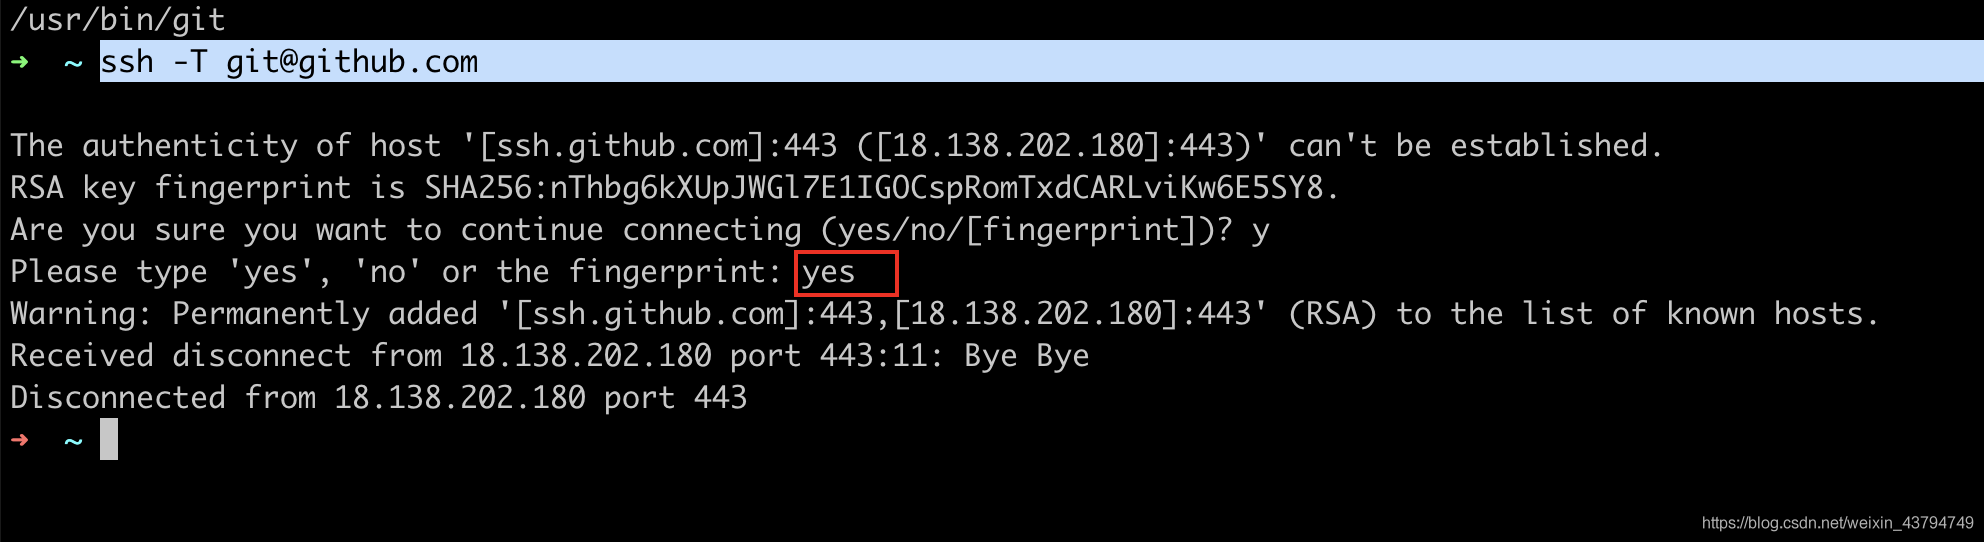 /usr/bin/git
➜ ~ ssh -T git@github.com
The authenticity of host '[ssh.github.com]:443 ([18.138.202.180]:443)' can't be established.
RSA key fingerprint is SHA256:nThbg6kXUpJWGl7E1IGOCspRomTxdCARLviKw6E5SY8.
Are you sure you want to continue connecting (yes/no/[fingerprint])? y
Please type 'yes', 'no' or the fingerprint: yes
Warning: Permanently added '[ssh.github.com]:443,[18.138.202.180]:443' (RSA) to the list of known hosts.
Received disconnect from 18.138.202.180 port 443:11: Bye Bye
Disconnected from 18.138.202.180 port 443
➜ ~
https://blog.csdn.net/weixin_43794749